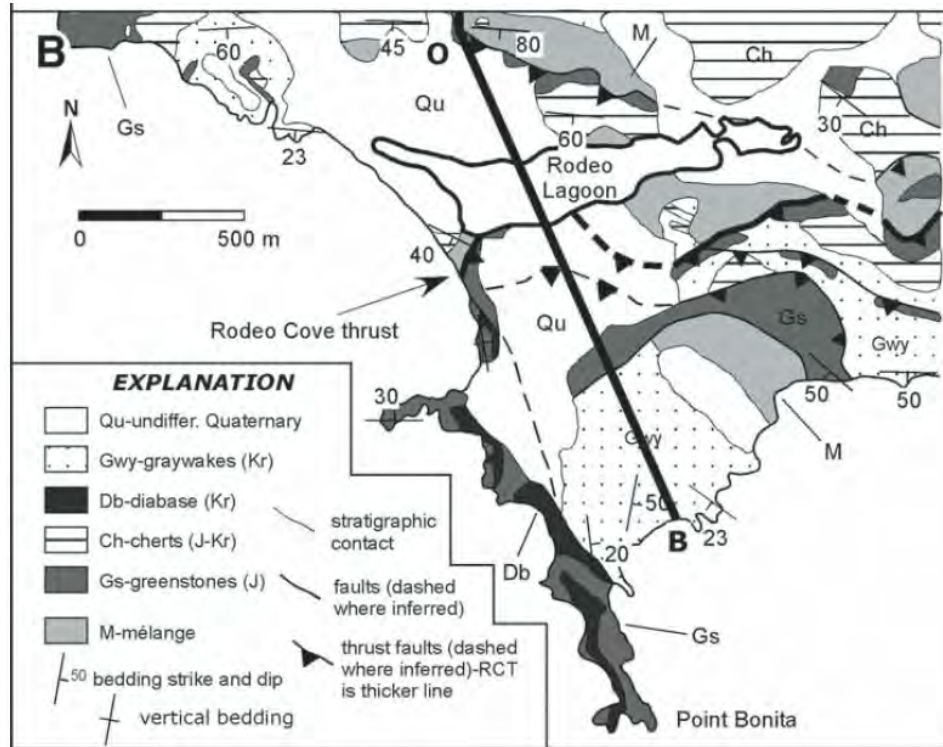 B
60
45
O
80
M
Ch
Gs
Qu
30
Ch
N
23
60
Rodeo
Lagoon
0
500 m
40
Rodeo Cove thrust
Qu
Gs
Gwy
EXPLANATION
Qu-undiffer. Quaternary
Gwy-graywakes (Kr)
Db-diabase (Kr)
Ch-cherts (J-Kr)
Gs-greenstones (J)
M-mélange
50 bedding strike and dip
vertical bedding
stratigraphic
contact
faults (dashed
where inferred)
thrust faults (dashed
where inferred)-RCT
is thicker line
30
50
50
M
Gwy
50
B
23
20
Db
Gs
Point Bonita